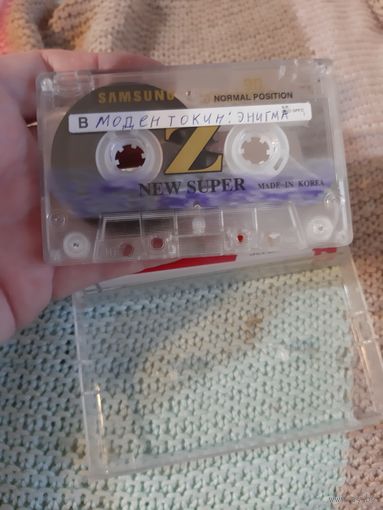 SAMSUNG
NORMAL POSITION
B МОДЕН ТОКИН: ЭНИГМА
Z
NEW SUPER
MADE IN KOREA